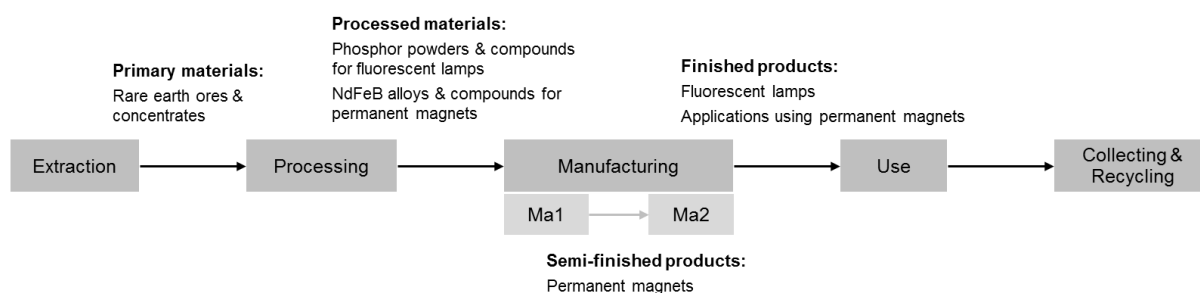 Processed materials:
Phosphor powders & compounds
for fluorescent lamps
NdFeB alloys & compounds for
permanent magnets
Primary materials:
Rare earth ores &
concentrates
Finished products:
Fluorescent lamps
Applications using permanent magnets
Extraction
Processing
Manufacturing
Use
Collecting &
Recycling
Ma1
Ma2
Semi-finished products:
Permanent magnets